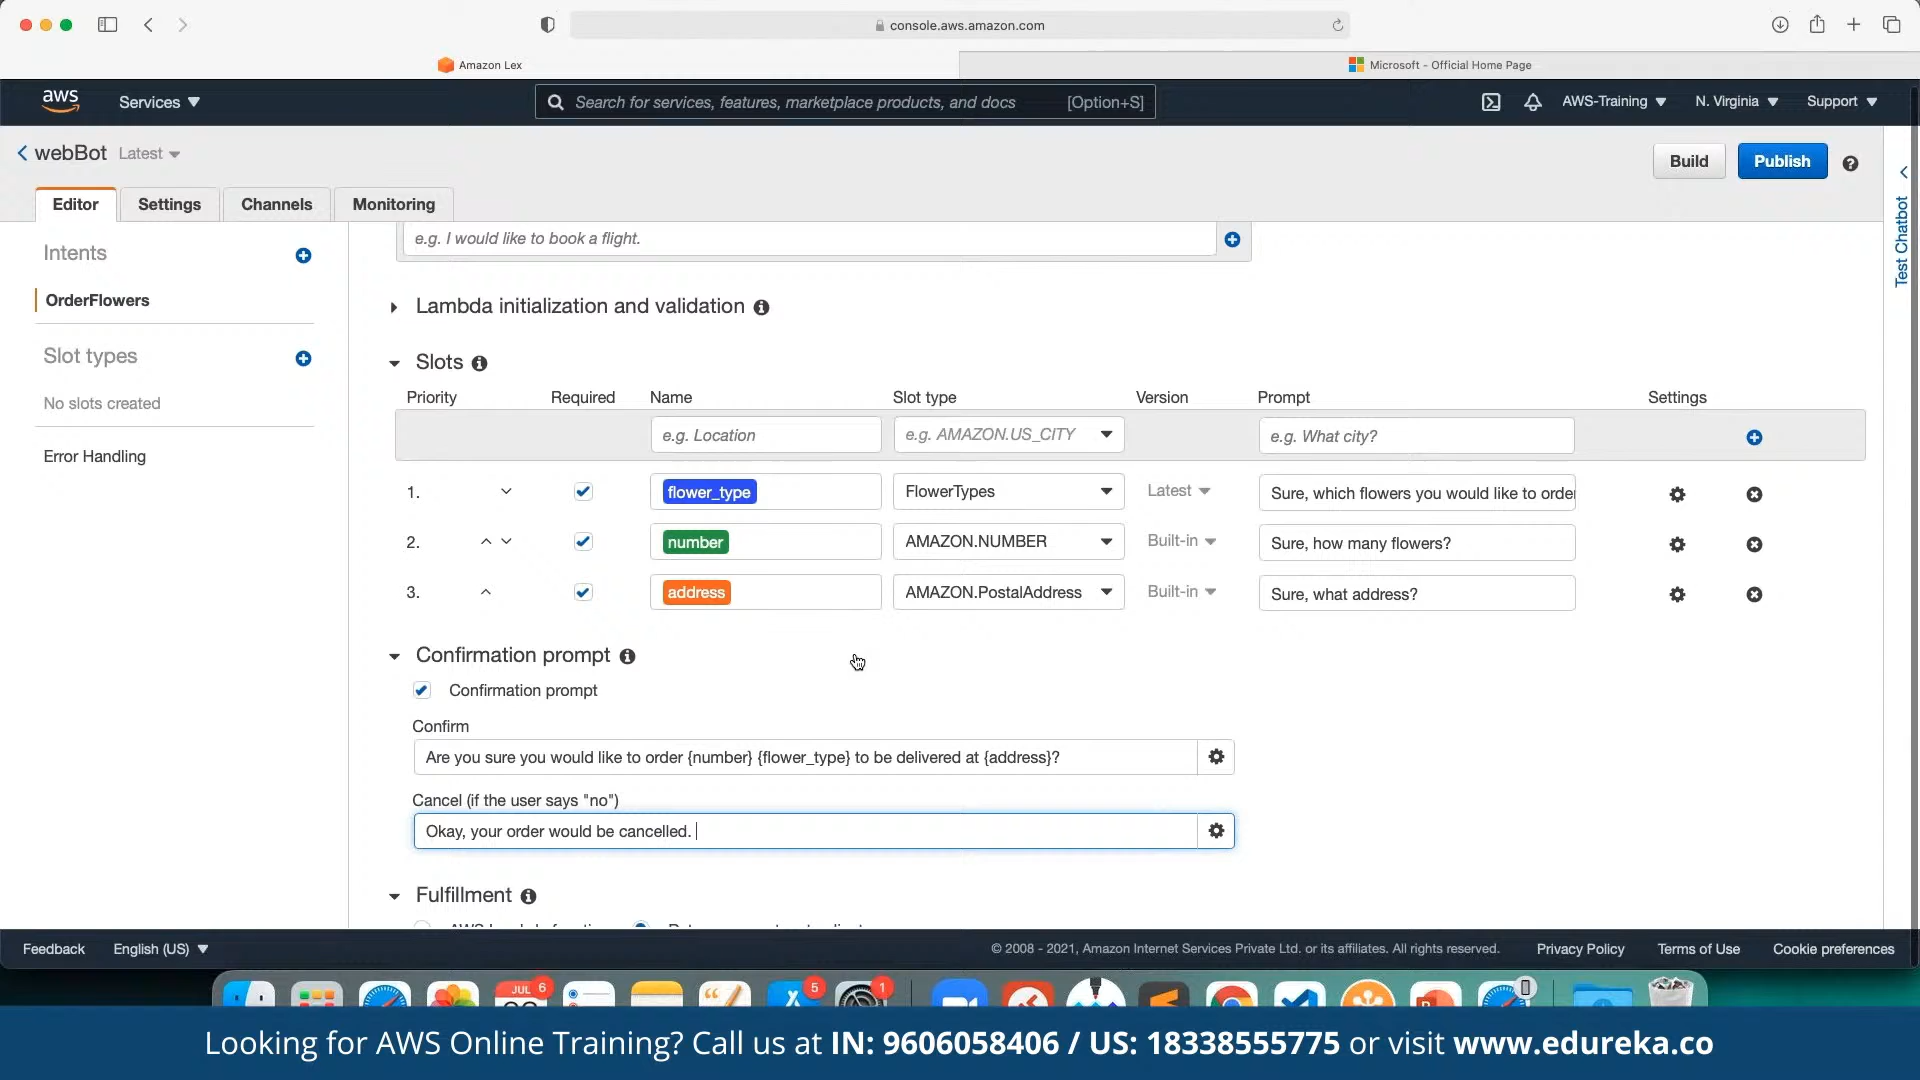 console.aws.amazon.com
Amazon Lex
Microsoft - Official Home Page
aws
Services
Search for services, features, marketplace products, and docs [Option+S]
AWS-Training
N. Virginia
Support
webBot Latest
Build
Publish
Editor
Settings
Channels
Monitoring
Test Chatbot
Intents
OrderFlowers
Slot types
No slots created
Error Handling
e.g. I would like to book a flight.
Lambda initialization and validation
Slots
Priority Required Name Slot type Version Prompt Settings
e.g. Location e.g. AMAZON.US_CITY e.g. What city?
1. flower_type FlowerTypes Latest Sure, which flowers you would like to orde
2. number AMAZON.NUMBER Built-in Sure, how many flowers?
3. address AMAZON.PostalAddress Built-in Sure, what address?
Confirmation prompt
Confirmation prompt
Confirm
Are you sure you would like to order {number} {flower_type} to be delivered at {address}?
Cancel (if the user says "no")
Okay, your order would be cancelled.
Fulfillment
Feedback English (US) © 2008 - 2021, Amazon Internet Services Private Ltd. or its affiliates. All rights reserved. Privacy Policy Terms of Use Cookie preferences
JUL 6 5 1
Looking for AWS Online Training? Call us at IN: 9606058406 / US: 18338555775 or visit www.edureka.co